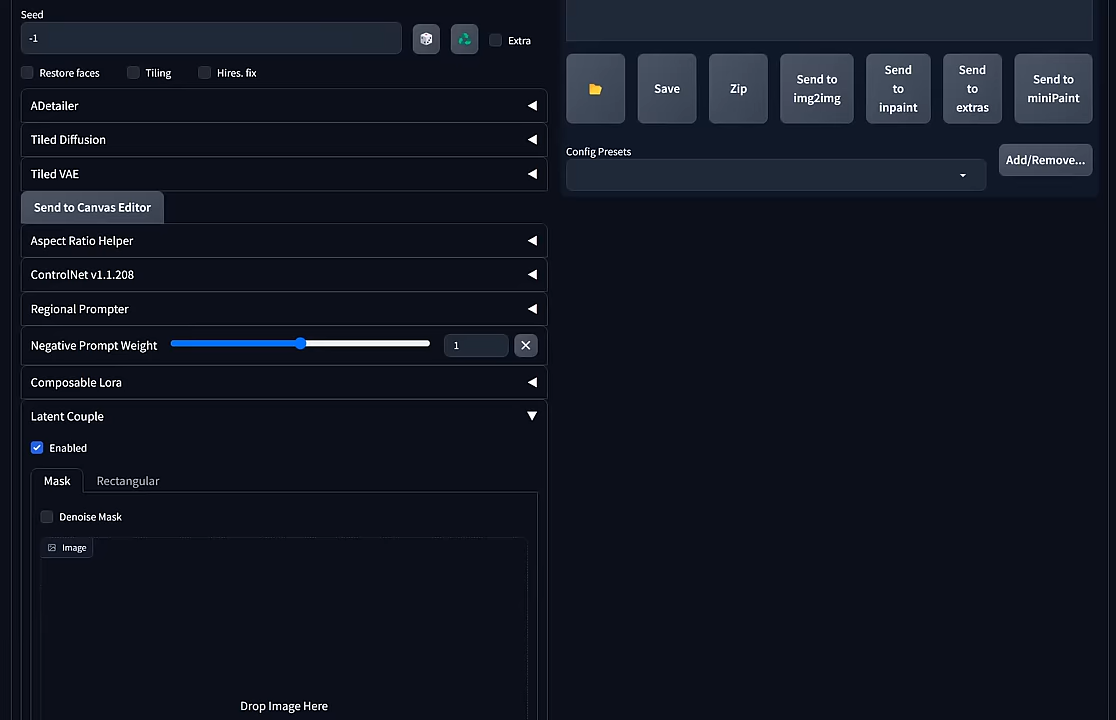 Seed
-1
Extra
Restore faces
Tiling
Hires. fix
ADetailer
Tiled Diffusion
Tiled VAE
Send to Canvas Editor
Aspect Ratio Helper
ControlNet v1.1.208
Regional Prompter
Negative Prompt Weight
1
Composable Lora
Latent Couple
Enabled
Mask
Rectangular
Denoise Mask
Image
Drop Image Here
Save
Zip
Send to
img2img
Send
to
inpaint
Send
to
extras
Send to
miniPaint
Config Presets
Add/Remove...